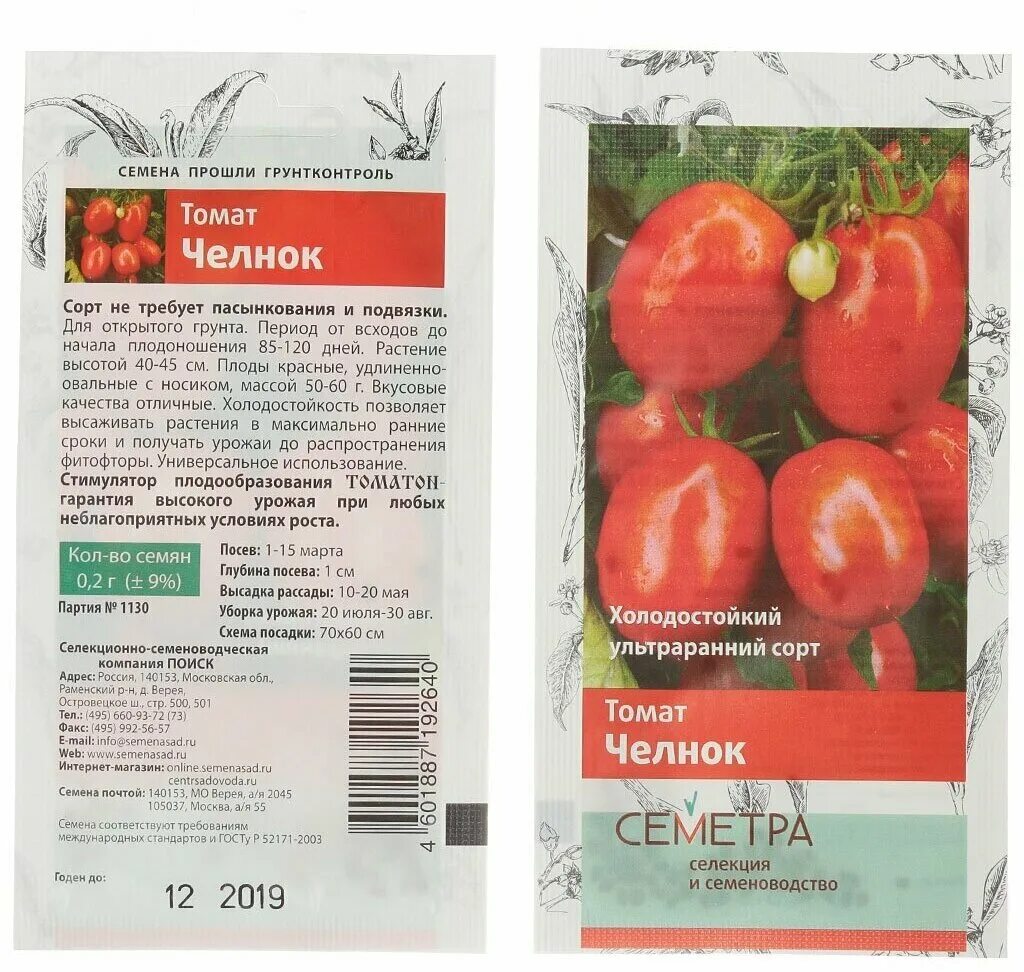 СЕМЕНА ПРОШЛИ ГРУНТКОНТРОЛЬ
Томат
Челнок
Сорт не требует пасынкования и подвязки.
Для открытого грунта. Период от всходов до
начала плодоношения 85-120 дней. Растение
высотой 40-45 см. Плоды красные, удлиненно-
овальные с носиком, массой 50-60 г. Вкусовые
качества отличные. Холодостойкость позволяет
высаживать растения в максимально ранние
сроки и получать урожаи до распространения
фитофторы. Универсальное использование.
Стимулятор плодообразования ТОМАТОН-
гарантия высокого урожая при любых
неблагоприятных условиях роста.
Кол-во семян
0,2 г (± 9%)
Партия № 1130
Посев: 1-15 марта
Глубина посева: 1 см
Высадка рассады: 10-20 мая
Уборка урожая: 20 июля-30 авг.
Схема посадки: 70х60 см
Селекционно-семеноводческая
компания ПОИСК
Адрес: Россия, 140153, Московская обл.,
Раменский р-н, д. Верея,
Островецкое ш., стр. 500, 501
Тел.: (495) 660-93-72 (73)
Факс: (495) 992-56-57
E-mail: info@semenasad.ru
Web: www.semenasad.ru
Интернет-магазин: online.semenasad.ru
centrsadovoda.ru
Семена почтой: 140153, МО Верея, а/я 2045
105037, Москва, а/я 55
Семена соответствуют требованиям
международных стандартов и ГОСТу Р 52171-2003
4 601887 192640
Годен до:
12 2019
Холодостойкий
ультраранний сорт
Томат
Челнок
СЕМЕТРА
селекция
и семеноводство